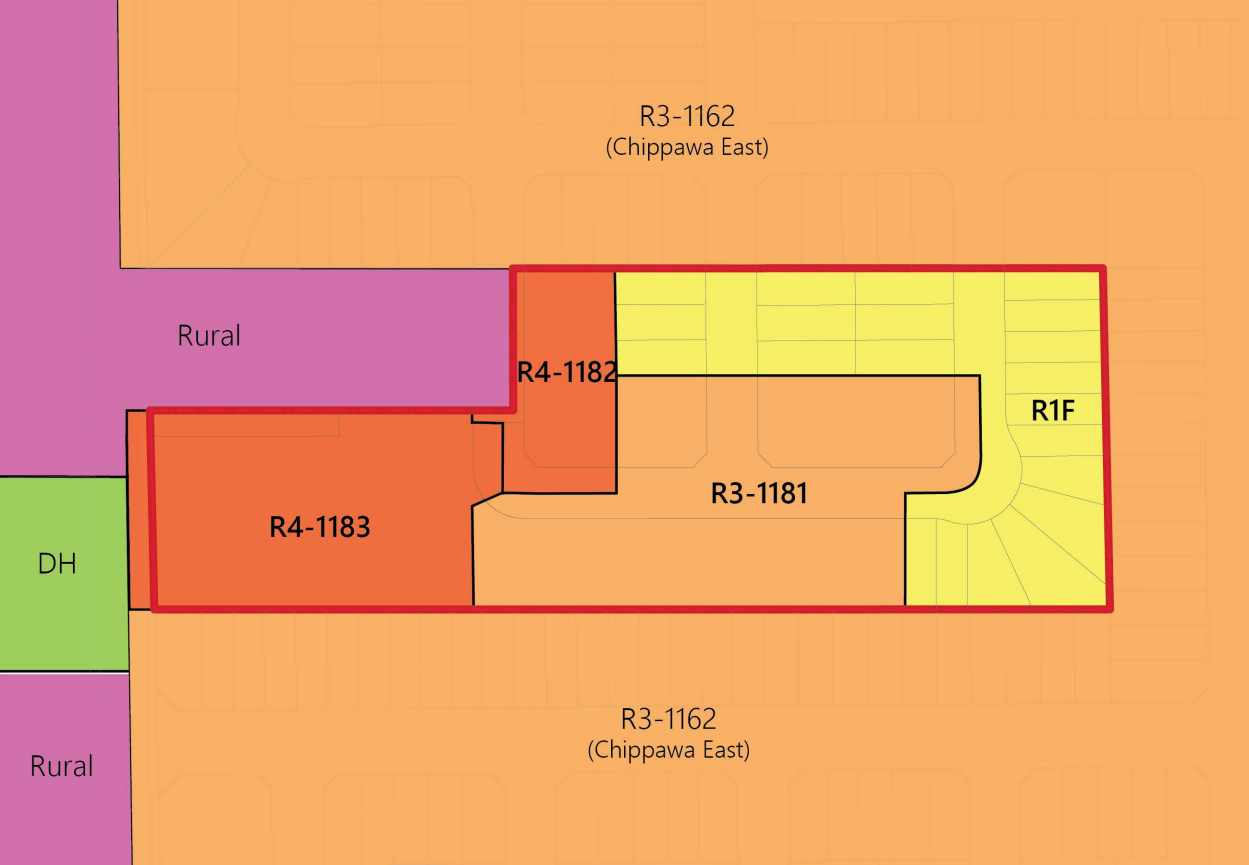 R3-1162
(Chippawa East)
Rural
R4-1182
R1F
R3-1181
R4-1183
DH
R3-1162
(Chippawa East)
Rural